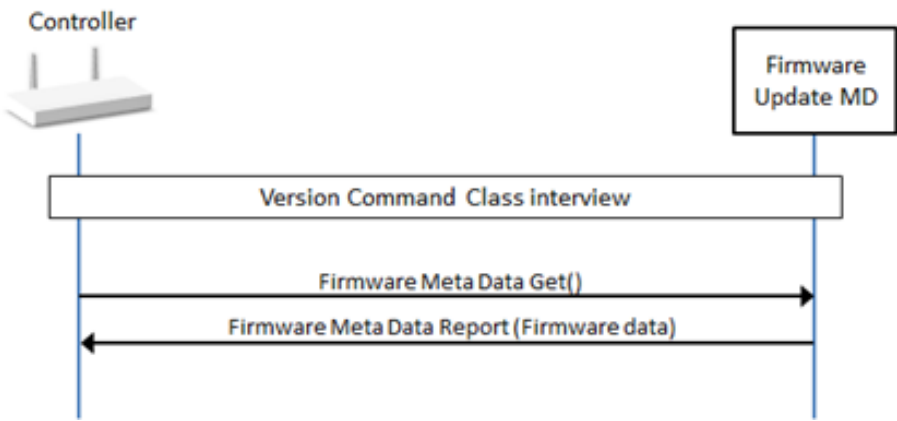 Controller
Firmware
Update MD
Version Command Class interview
Firmware Meta Data Get()
Firmware Meta Data Report (Firmware data)